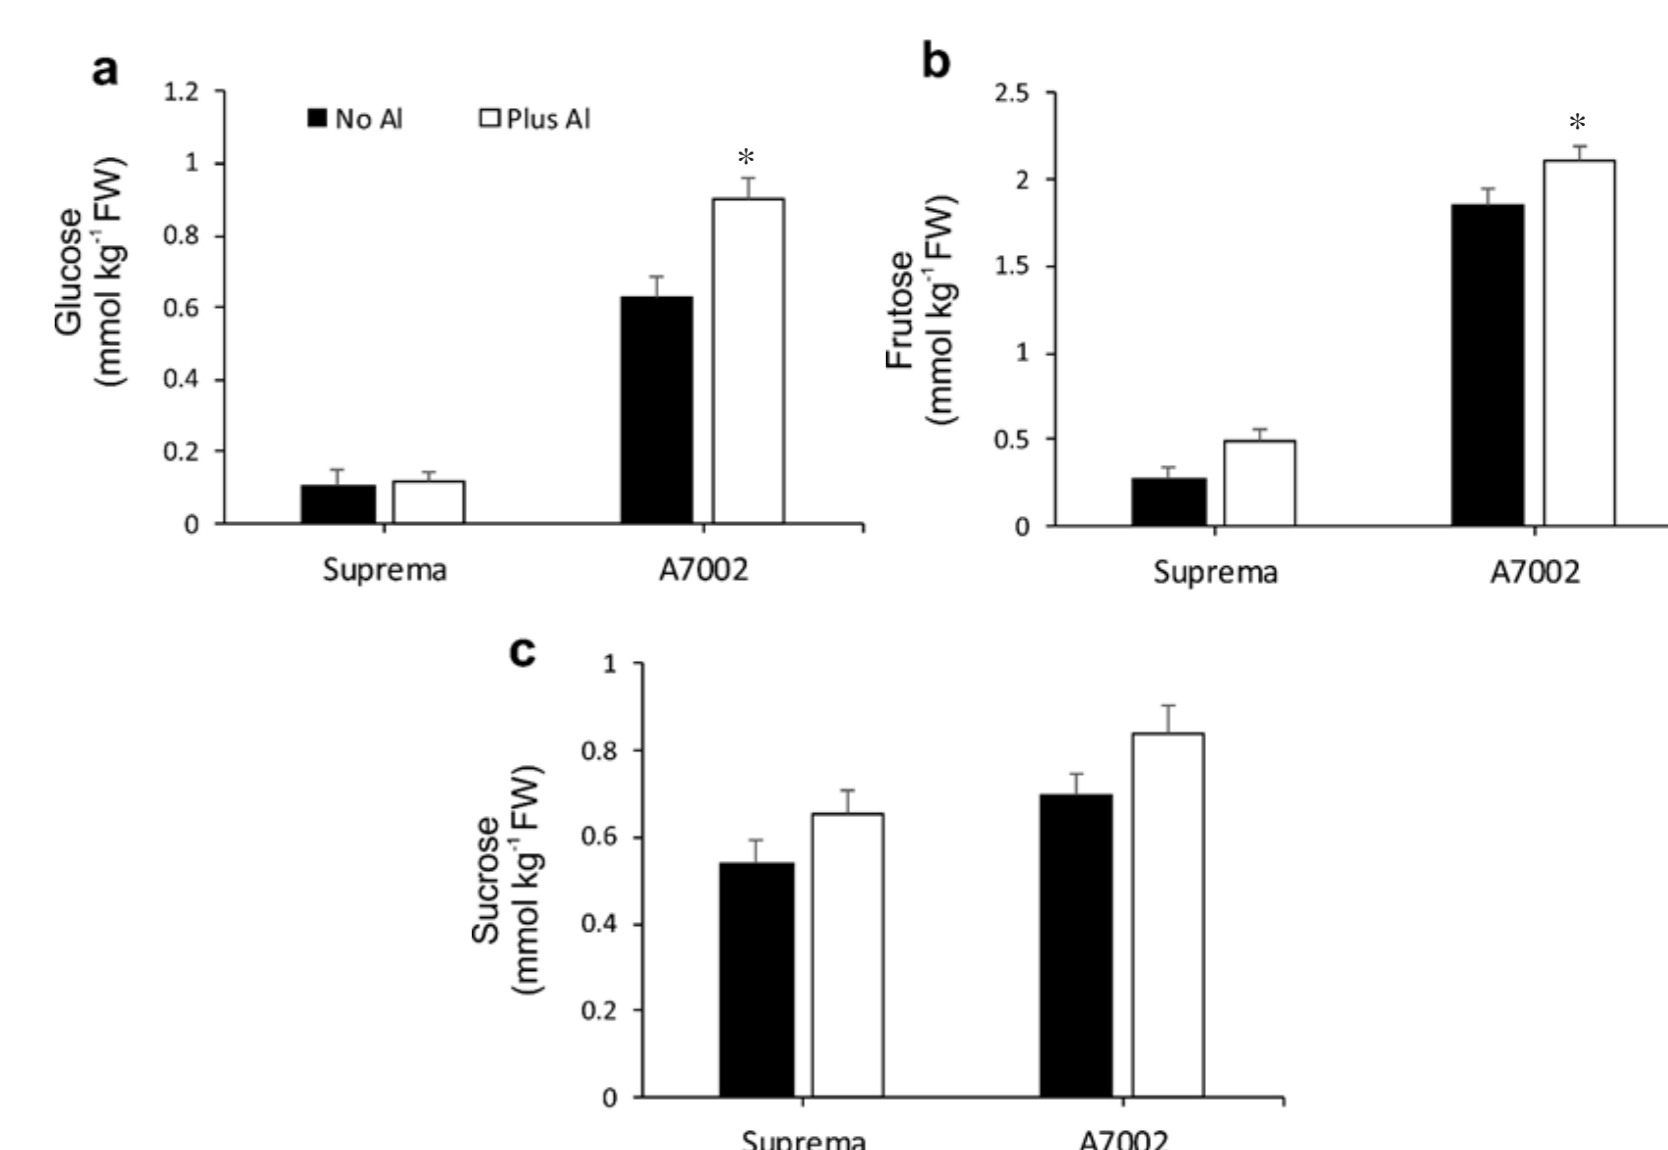 a
1.2
1
0.8
0.6
0.4
0.2
0
Glucose
(mmol kg⁻¹ FW)
No Al
Plus Al
*
Suprema
A7002
b
2.5
2
1.5
1
0.5
0
Frutose
(mmol kg⁻¹ FW)
*
Suprema
A7002
c
1
0.8
0.6
0.4
0.2
0
Sucrose
(mmol kg⁻¹ FW)
Suprema
A7002